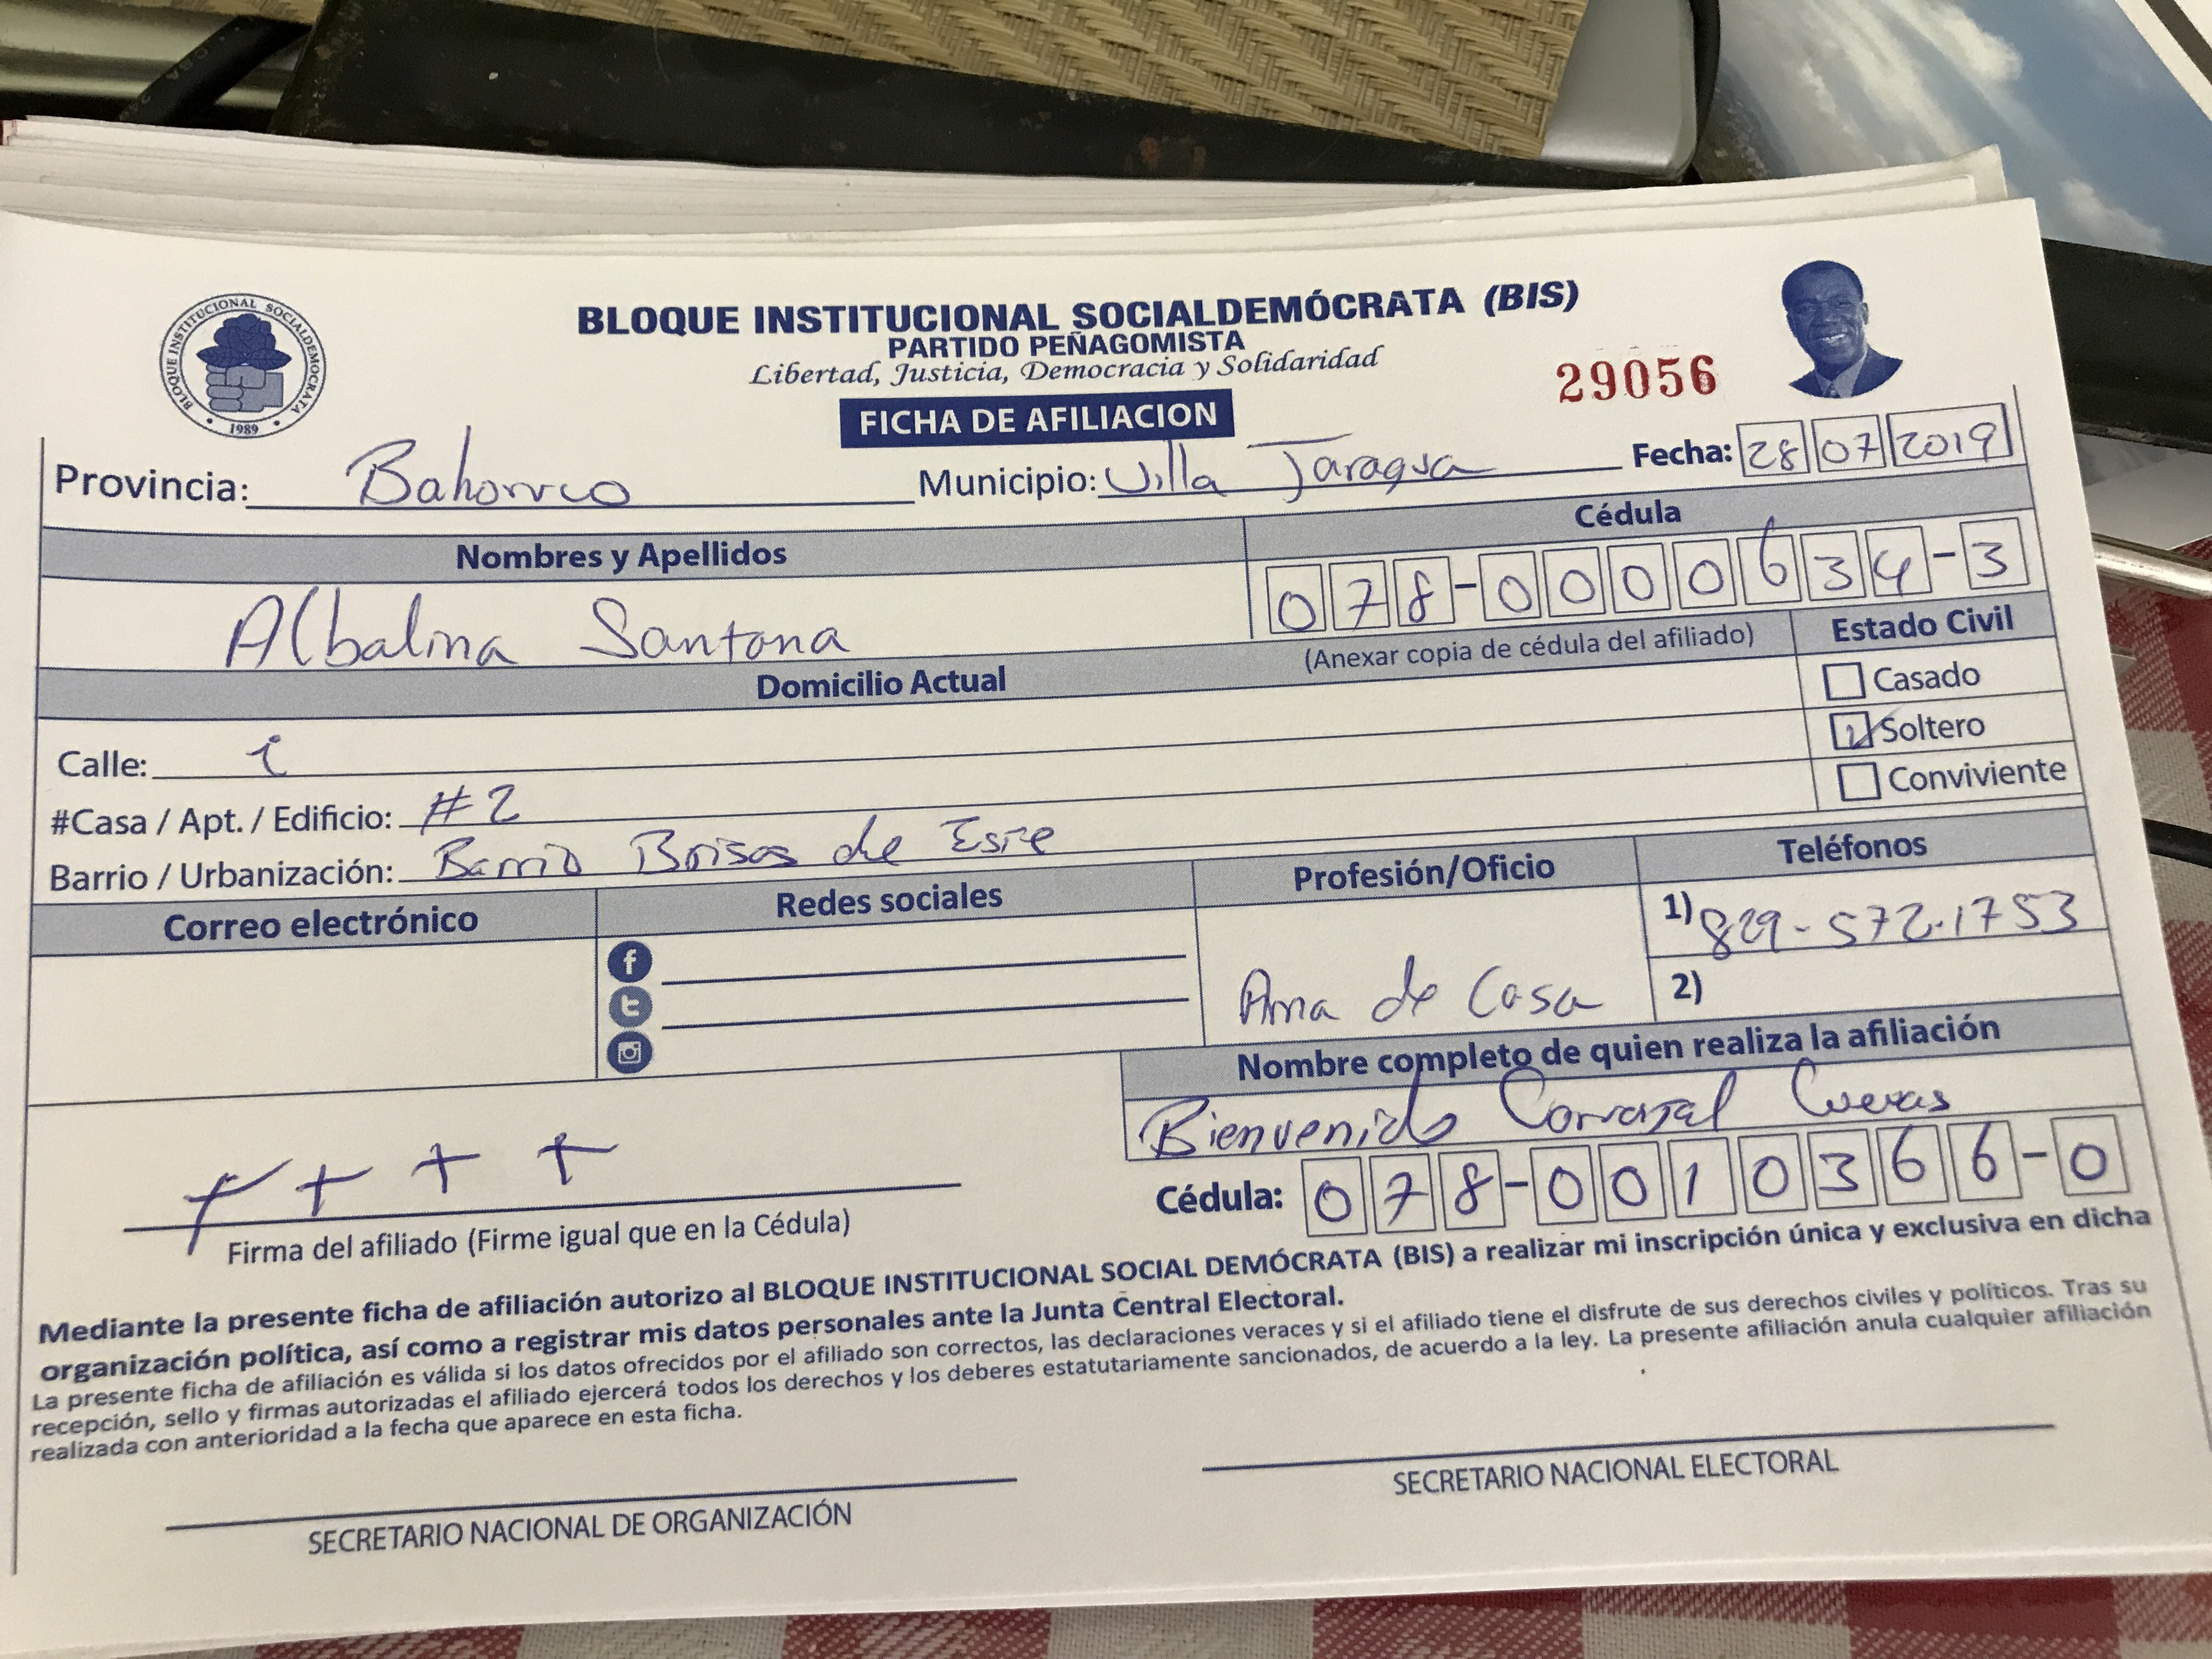 BLOQUE INSTITUCIONAL SOCIALDEMOCRATA
1989
BLOQUE INSTITUCIONAL SOCIALDEMÓCRATA (BIS)
PARTIDO PEÑAGOMISTA
Libertad, Justicia, Democracia y Solidaridad
29056
FICHA DE AFILIACION
Provincia: Bahoruco Municipio: Villa Jaragua Fecha: 28 07 2019
Nombres y Apellidos Cédula
Albalina Santana 078-0000634-3
(Anexar copia de cédula del afiliado) Estado Civil
Domicilio Actual
Casado
Calle: i
Soltero
#Casa / Apt. / Edificio: #2
Conviviente
Barrio / Urbanización: Barrio Brisas de Este
Correo electrónico Redes sociales Profesión/Oficio Teléfonos
1) 829-572-1753
Ama de Casa
2)
Nombre completo de quien realiza la afiliación
Bienvenido Cuevas
++++
Cédula: 078-0010366-0
Firma del afiliado (Firme igual que en la Cédula)
Mediante la presente ficha de afiliación autorizo al BLOQUE INSTITUCIONAL SOCIAL DEMÓCRATA (BIS) a realizar mi inscripción única y exclusiva en dicha
organización política, así como a registrar mis datos personales ante la Junta Central Electoral.
La presente ficha de afiliación es válida si los datos ofrecidos por el afiliado son correctos, las declaraciones veraces y si el afiliado tiene el disfrute de sus derechos civiles y políticos. Tras su
recepción, sello y firmas autorizadas el afiliado ejercerá todos los derechos y los deberes estatutariamente sancionados, de acuerdo a la ley. La presente afiliación anula cualquier afiliación
realizada con anterioridad a la fecha que aparece en esta ficha.
SECRETARIO NACIONAL DE ORGANIZACIÓN
SECRETARIO NACIONAL ELECTORAL